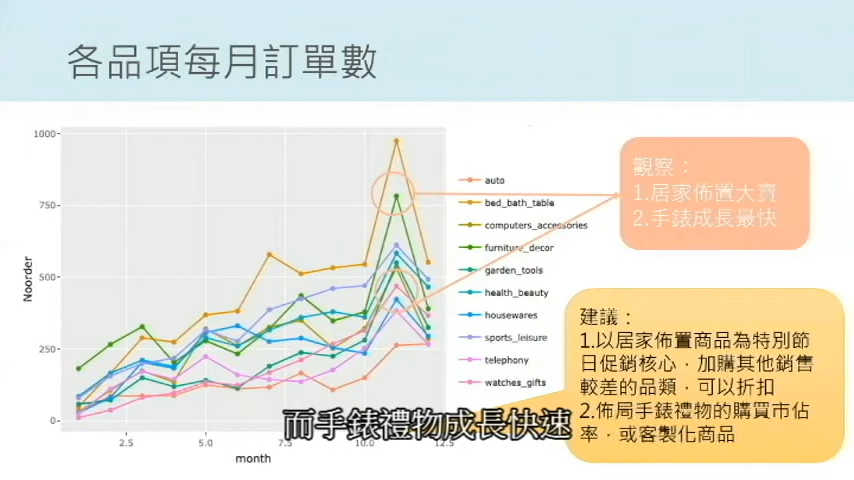 各品項每月訂單數
1000
750
500
250
0
Noorder
2.5
5.0
7.5
10.0
12.5
month
auto
bed_bath_table
computers_accessories
furniture_decor
garden_tools
health_beauty
housewares
sports_leisure
telephony
watches_gifts
觀察：
1.居家佈置大賣
2.手錶成長最快
建議：
1.以居家佈置商品為特別節
日促銷核心，加購其他銷售
較差的品類，可以折扣
2.佈局手錶禮物的購買市佔
率，或客製化商品
而手錶禮物成長快速